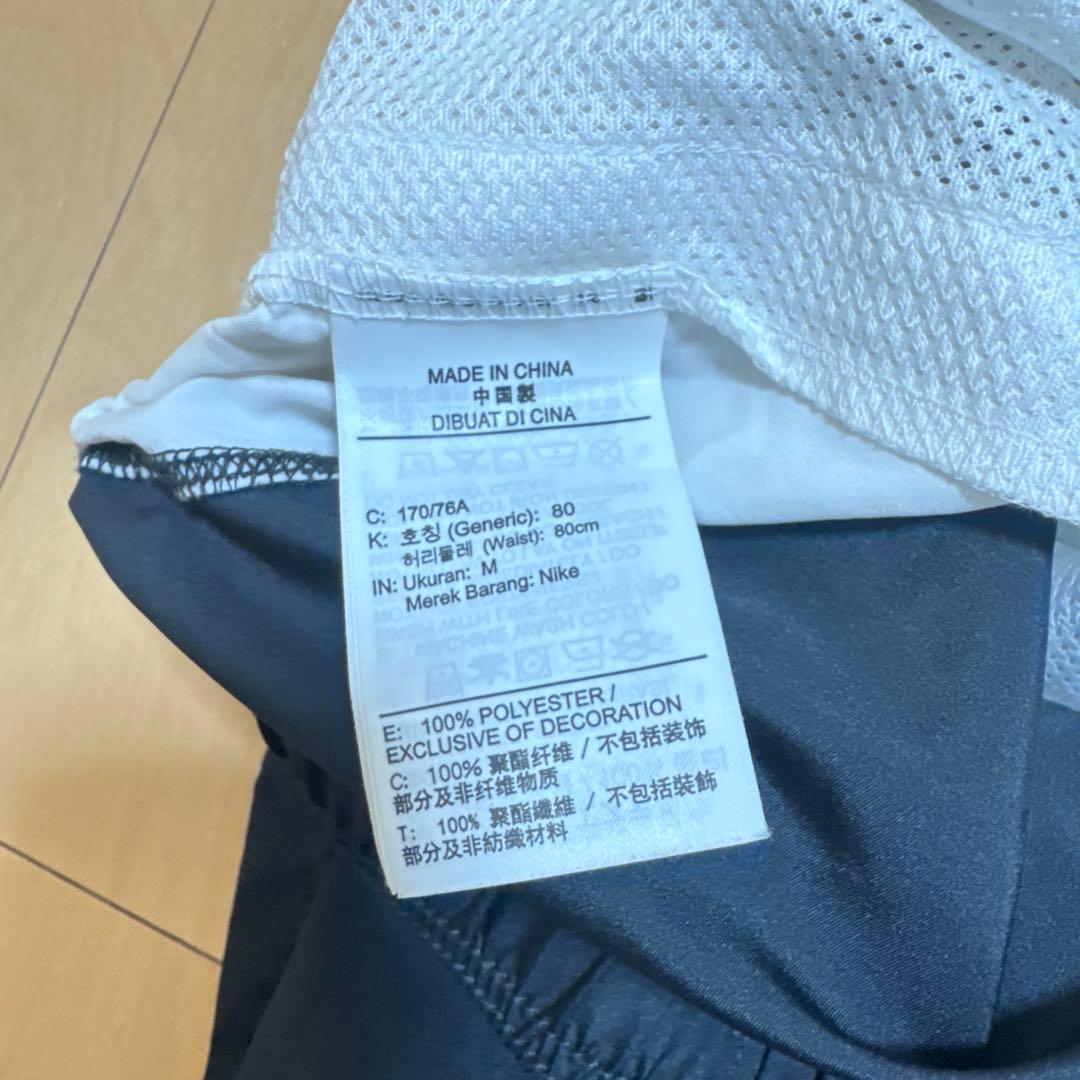 MADE IN CHINA
中国製
DIBUAT DI CINA
C: 170/76A
K: 호칭 (Generic): 80
허리둘레 (Waist): 80cm
IN: Ukuran: M
Merek Barang: Nike
E: 100% POLYESTER /
EXCLUSIVE OF DECORATION
C: 100% 聚酯纤维 / 不包括装饰
部分及非纤维物质
T: 100% 聚酯纖維 / 不包括裝飾
部分及非紡織材料